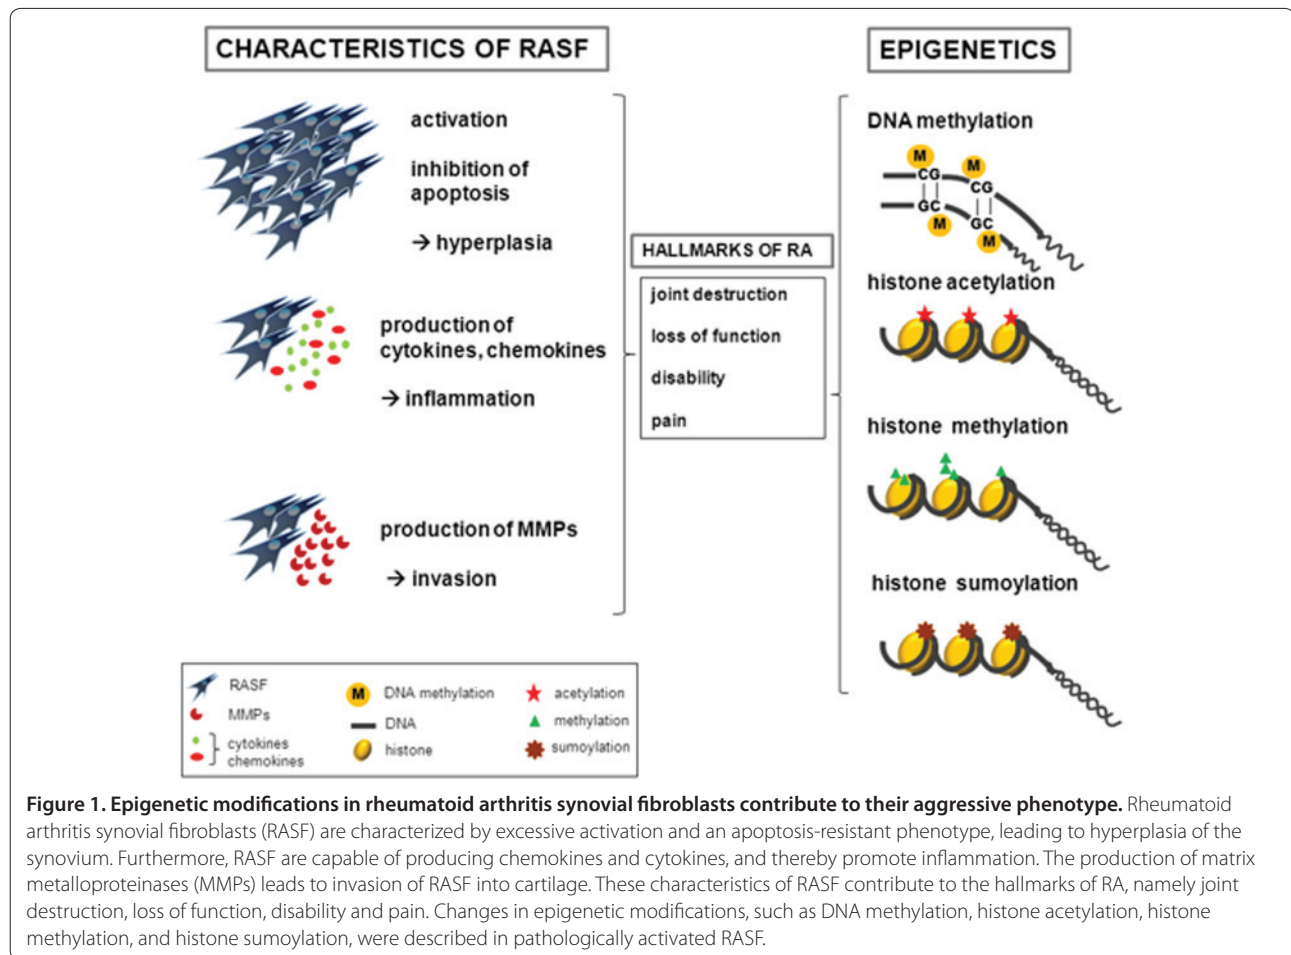 CHARACTERISTICS OF RASF
activation
inhibition of
apoptosis
→ hyperplasia
production of
cytokines, chemokines
→ inflammation
production of MMPs
→ invasion
HALLMARKS OF RA
joint destruction
loss of function
disability
pain
EPIGENETICS
DNA methylation
M
M
CG
CG
GC
GC
M
M
histone acetylation
histone methylation
histone sumoylation
RASF
MMPs
cytokines
chemokines
M DNA methylation
DNA
histone
acetylation
methylation
sumoylation
Figure 1. Epigenetic modifications in rheumatoid arthritis synovial fibroblasts contribute to their aggressive phenotype. Rheumatoid
arthritis synovial fibroblasts (RASF) are characterized by excessive activation and an apoptosis-resistant phenotype, leading to hyperplasia of the
synovium. Furthermore, RASF are capable of producing chemokines and cytokines, and thereby promote inflammation. The production of matrix
metalloproteinases (MMPs) leads to invasion of RASF into cartilage. These characteristics of RASF contribute to the hallmarks of RA, namely joint
destruction, loss of function, disability and pain. Changes in epigenetic modifications, such as DNA methylation, histone acetylation, histone
methylation, and histone sumoylation, were described in pathologically activated RASF.